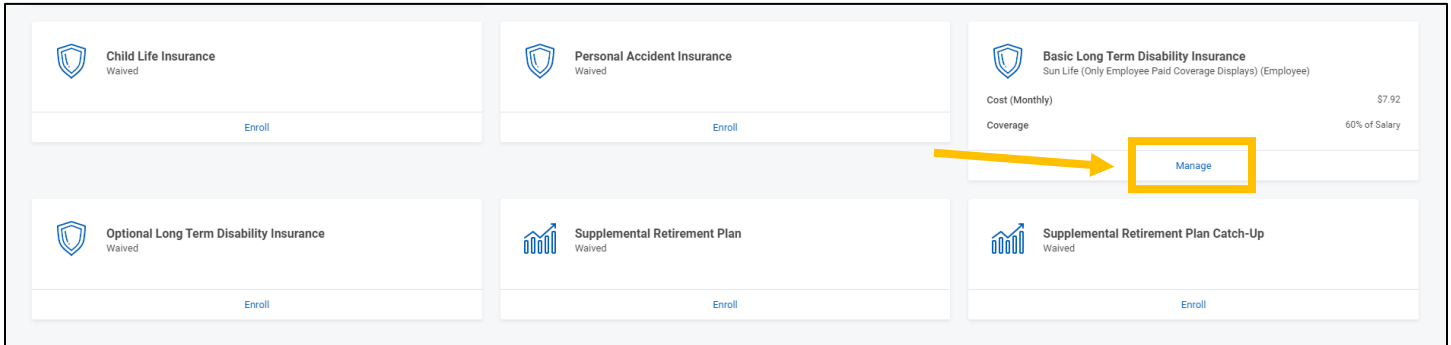 Child Life Insurance
Waived
Enroll
Personal Accident Insurance
Waived
Enroll
Basic Long Term Disability Insurance
Sun Life (Only Employee Paid Coverage Displays) (Employee)
Cost (Monthly) $7.92
Coverage 60% of Salary
Manage
Optional Long Term Disability Insurance
Waived
Enroll
Supplemental Retirement Plan
Waived
Enroll
Supplemental Retirement Plan Catch-Up
Waived
Enroll